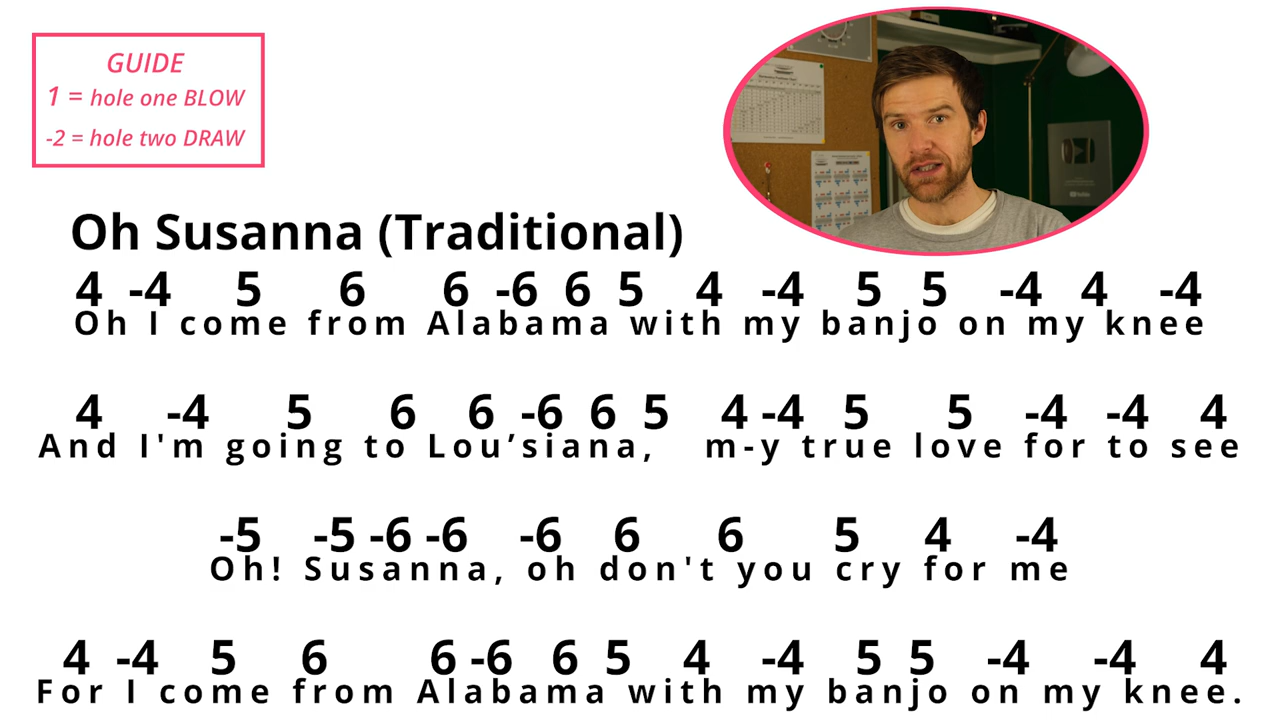 GUIDE
1 = hole one BLOW
-2 = hole two DRAW
Oh Susanna (Traditional)
4 -4 5 6 6 -6 6 5 4 -4 5 5 -4 4 -4
Oh I come from Alabama with my banjo on my knee
4 -4 5 6 6 -6 6 5 4 -4 5 5 -4 -4 4
And I'm going to Lou’siana, m-y true love for to see
-5 -5 -6 -6 -6 6 6 5 4 -4
Oh! Susanna, oh don't you cry for me
4 -4 5 6 6 -6 6 5 4 -4 5 5 -4 -4 4
For I come from Alabama with my banjo on my knee.